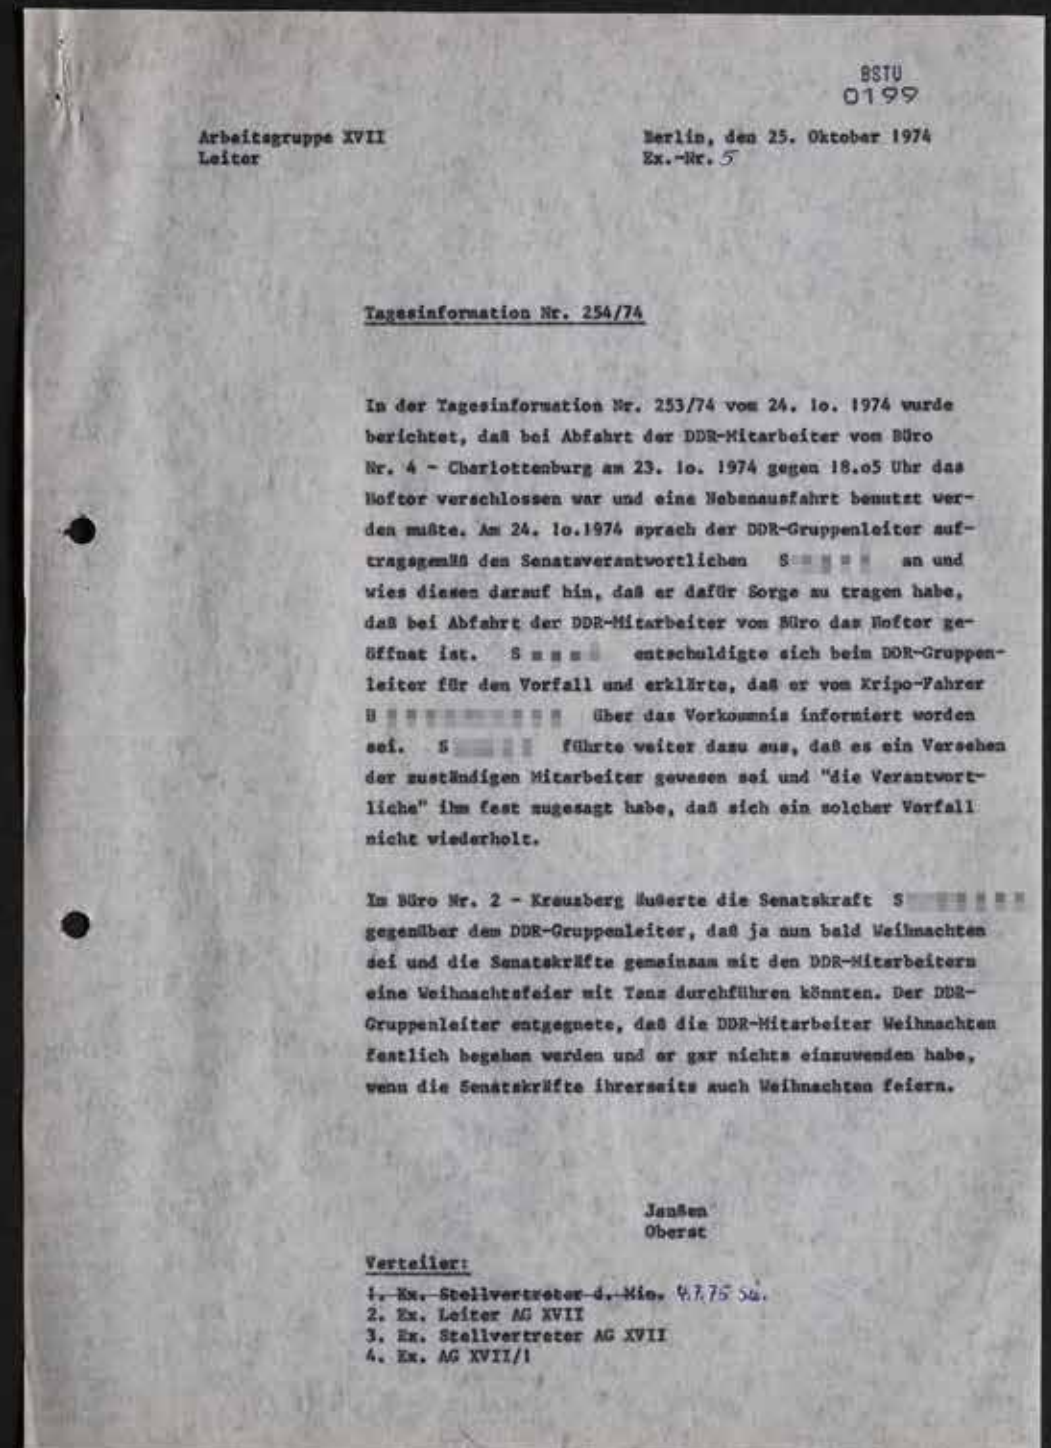 BSTU
0199
Arbeitsgruppe XVII
Leiter
Berlin, den 25. Oktober 1974
Ex.-Nr. 5
Tagesinformation Nr. 254/74
In der Tagesinformation Nr. 253/74 vom 24. lo. 1974 wurde
berichtet, daß bei Abfahrt der DDR-Mitarbeiter vom Büro
Nr. 4 - Charlottenburg am 23. lo. 1974 gegen 18.o5 Uhr das
Hoftor verschlossen war und eine Nebenausfahrt benutzt wer-
den mußte. Am 24. lo.1974 sprach der DDR-Gruppenleiter auf-
tragsgemäß den Senatsverantwortlichen S an und
wies diesen darauf hin, daß er dafür Sorge zu tragen habe,
daß bei Abfahrt der DDR-Mitarbeiter vom Büro das Hoftor ge-
öffnet ist. S entschuldigte sich beim DDR-Gruppen-
leiter für den Vorfall und erklärte, daß er vom Kripo-Fahrer
über das Vorkommnis informiert worden
sei. S führte weiter dazu aus, daß es ein Versehen
der zuständigen Mitarbeiter gewesen sei und "die Verantwort-
liche" ihm fest zugesagt habe, daß sich ein solcher Vorfall
nicht wiederholt.
Im Büro Nr. 2 - Kreuzberg äußerte die Senatskraft S
gegenüber dem DDR-Gruppenleiter, daß ja nun bald Weihnachten
sei und die Senatskräfte gemeinsam mit den DDR-Mitarbeitern
eine Weihnachtsfeier mit Tanz durchführen könnten. Der DDR-
Gruppenleiter entgegnete, daß die DDR-Mitarbeiter Weihnachten
festlich begehen werden und er gar nichts einzuwenden habe,
wenn die Senatskräfte ihrerseits auch Weihnachten feiern.
Janßen
Oberst
Verteiler:
1. Ex. Stellvertreter d. Min.
2. Ex. Leiter AG XVII
3. Ex. Stellvertreter AG XVII
4. Ex. AG XVII/1